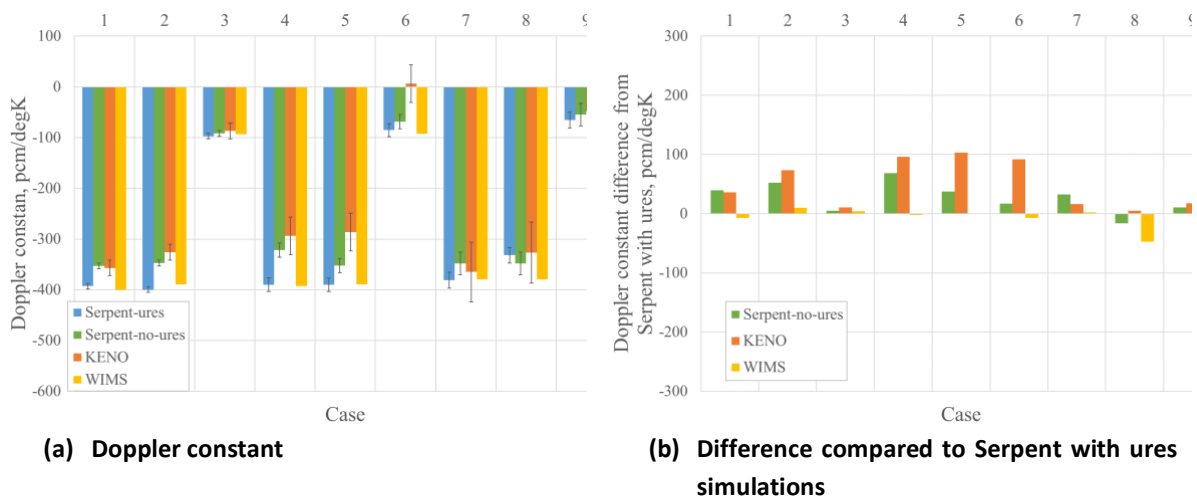 1 2 3 4 5 6 7 8 9
100
0
-100
-200
-300
-400
-500
-600
Doppler constan, pcm/degK
Serpent-ures
Serpent-no-ures
KENO
WIMS
Case
(a) Doppler constant
1 2 3 4 5 6 7 8 9
300
200
100
0
-100
-200
-300
Doppler constant difference from
Serpent with ures, pcm/degK
Serpent-no-ures
KENO
WIMS
Case
(b) Difference compared to Serpent with ures
simulations